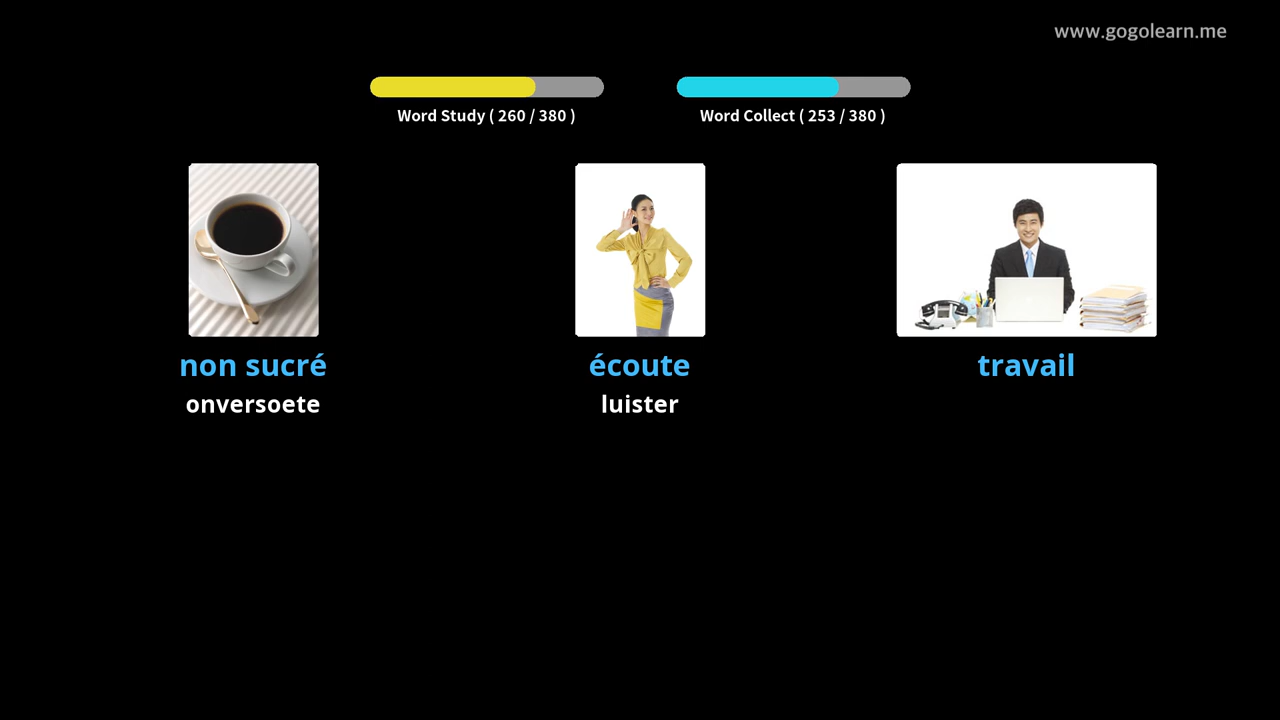 www.gogolearn.me
Word Study ( 260 / 380 )
Word Collect ( 253 / 380 )
non sucré
onversoete
écoute
luister
travail